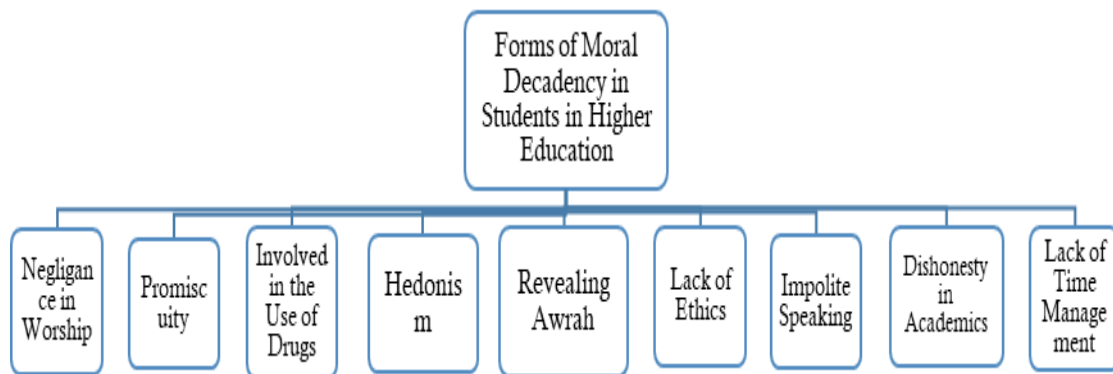 Forms of Moral
Decadency in
Students in Higher
Education
Negligan
ce in
Worship
Promisc
uity
Involved
in the
Use of
Drugs
Hedonis
m
Revealing
Awrah
Lack of
Ethics
Impolite
Speaking
Dishonesty
in
Academics
Lack of
Time
Manage
ment